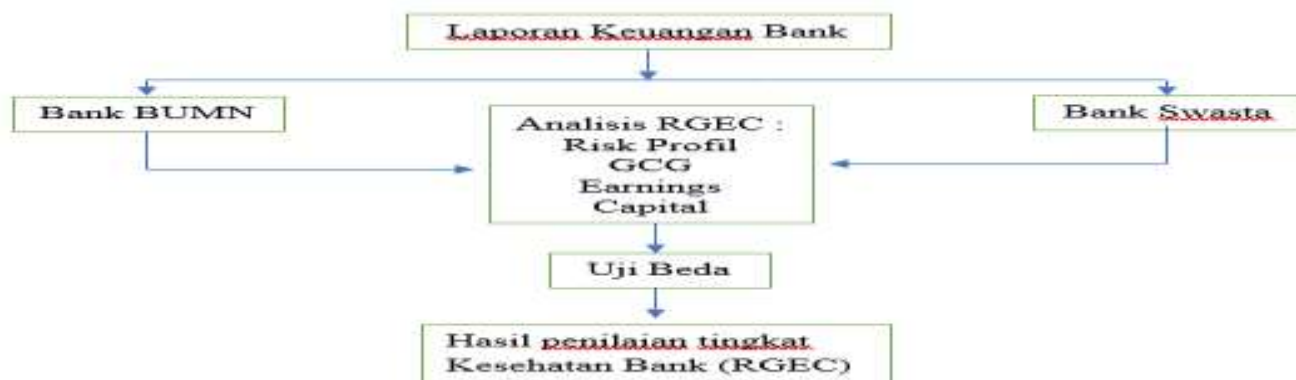 Laporan Keuangan Bank
Bank BUMN
Bank Swasta
Analisis RGEC :
Risk Profil
GCG
Earnings
Capital
Uji Beda
Hasil penilaian tingkat
Kesehatan Bank (RGEC)